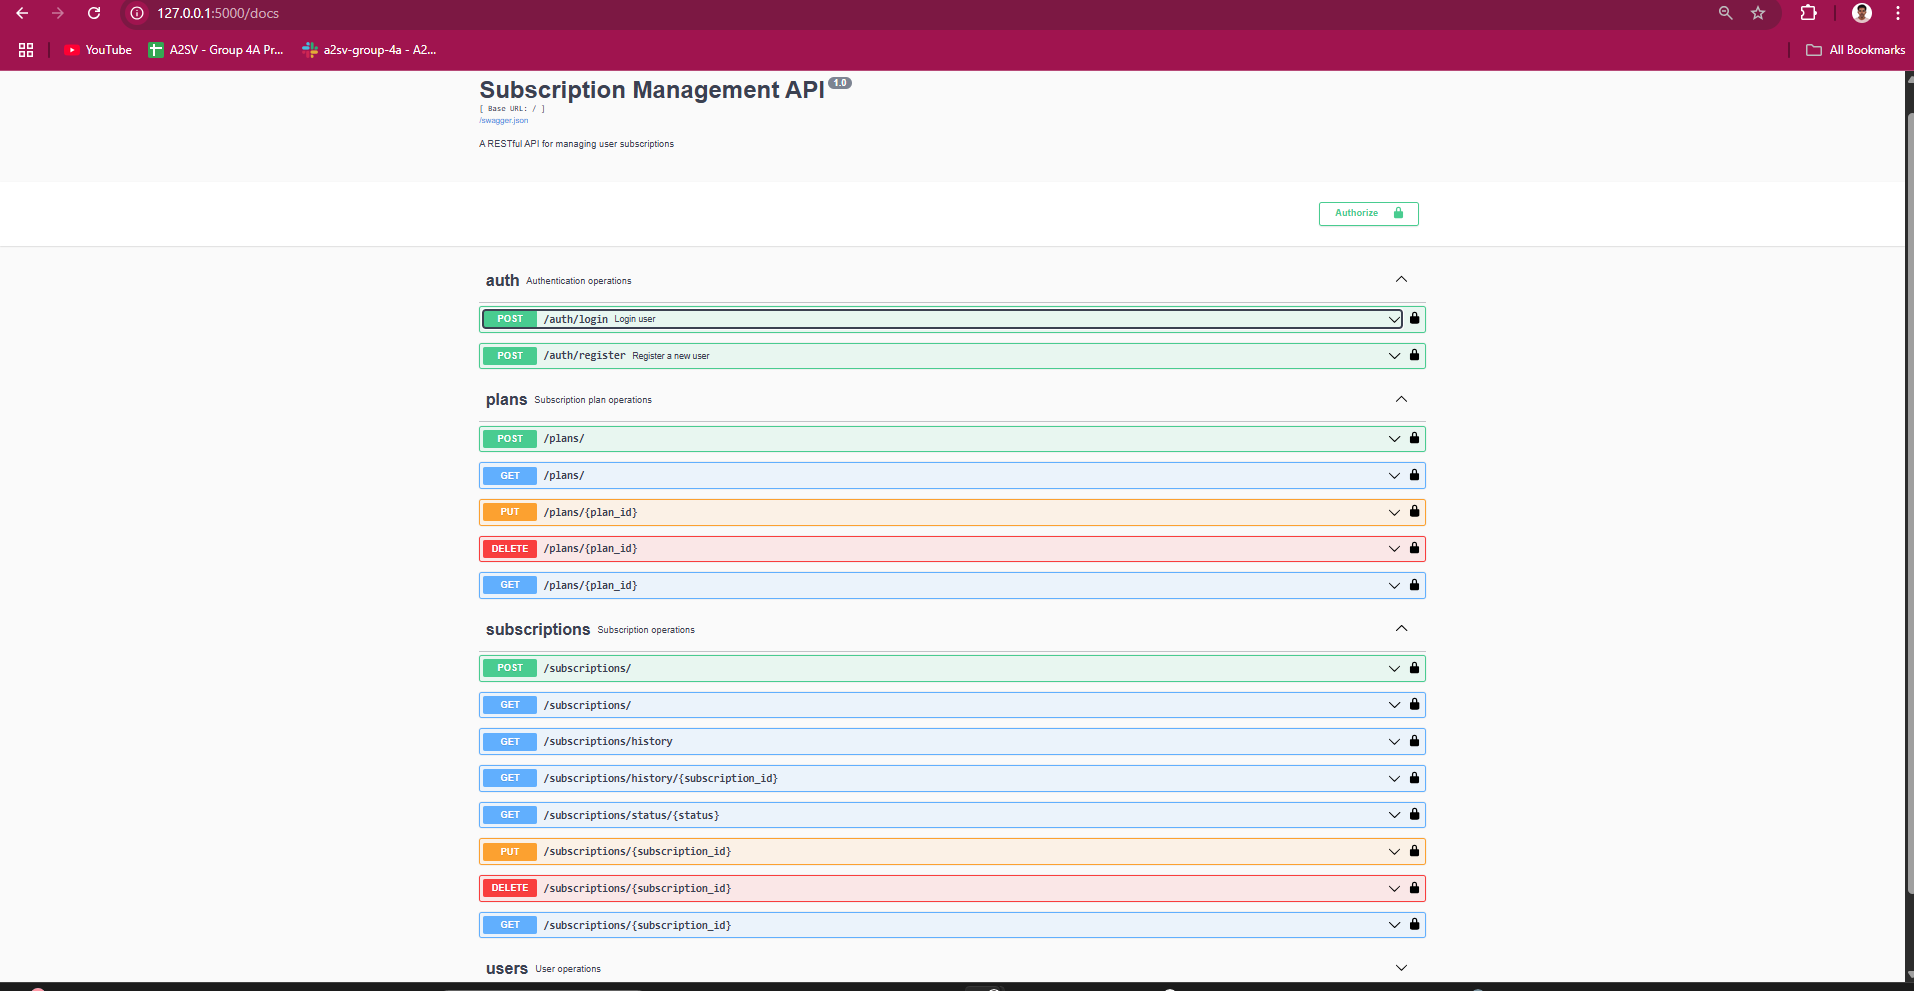 127.0.0.1:5000/docs
YouTube
A2SV - Group 4A Pr...
a2sv-group-4a - A2...
All Bookmarks
Subscription Management API 1.0
[ Base URL: / ]
/swagger.json
A RESTful API for managing user subscriptions
Authorize
auth Authentication operations
POST /auth/login Login user
POST /auth/register Register a new user
plans Subscription plan operations
POST /plans/
GET /plans/
PUT /plans/{plan_id}
DELETE /plans/{plan_id}
GET /plans/{plan_id}
subscriptions Subscription operations
POST /subscriptions/
GET /subscriptions/
GET /subscriptions/history
GET /subscriptions/history/{subscription_id}
GET /subscriptions/status/{status}
PUT /subscriptions/{subscription_id}
DELETE /subscriptions/{subscription_id}
GET /subscriptions/{subscription_id}
users User operations